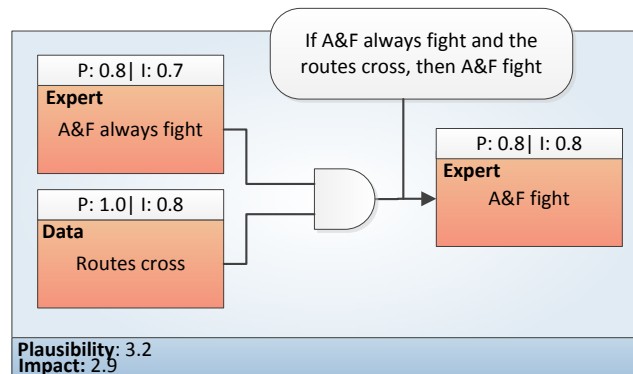 If A&F always fight and the
routes cross, then A&F fight
P: 0.8| I: 0.7
Expert
A&F always fight
P: 0.8| I: 0.8
Expert
A&F fight
P: 1.0| I: 0.8
Data
Routes cross
Plausibility: 3.2
Impact: 2.9